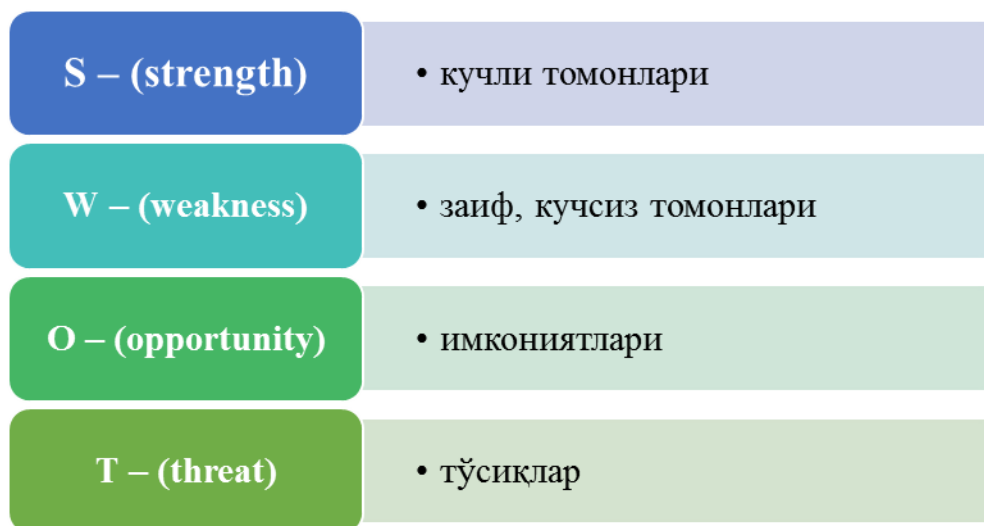 S – (strength)
• кучли томонлари
W – (weakness)
• заиф, кучсиз томонлари
O – (opportunity)
• имкониятлари
T – (threat)
• тўсиқлар